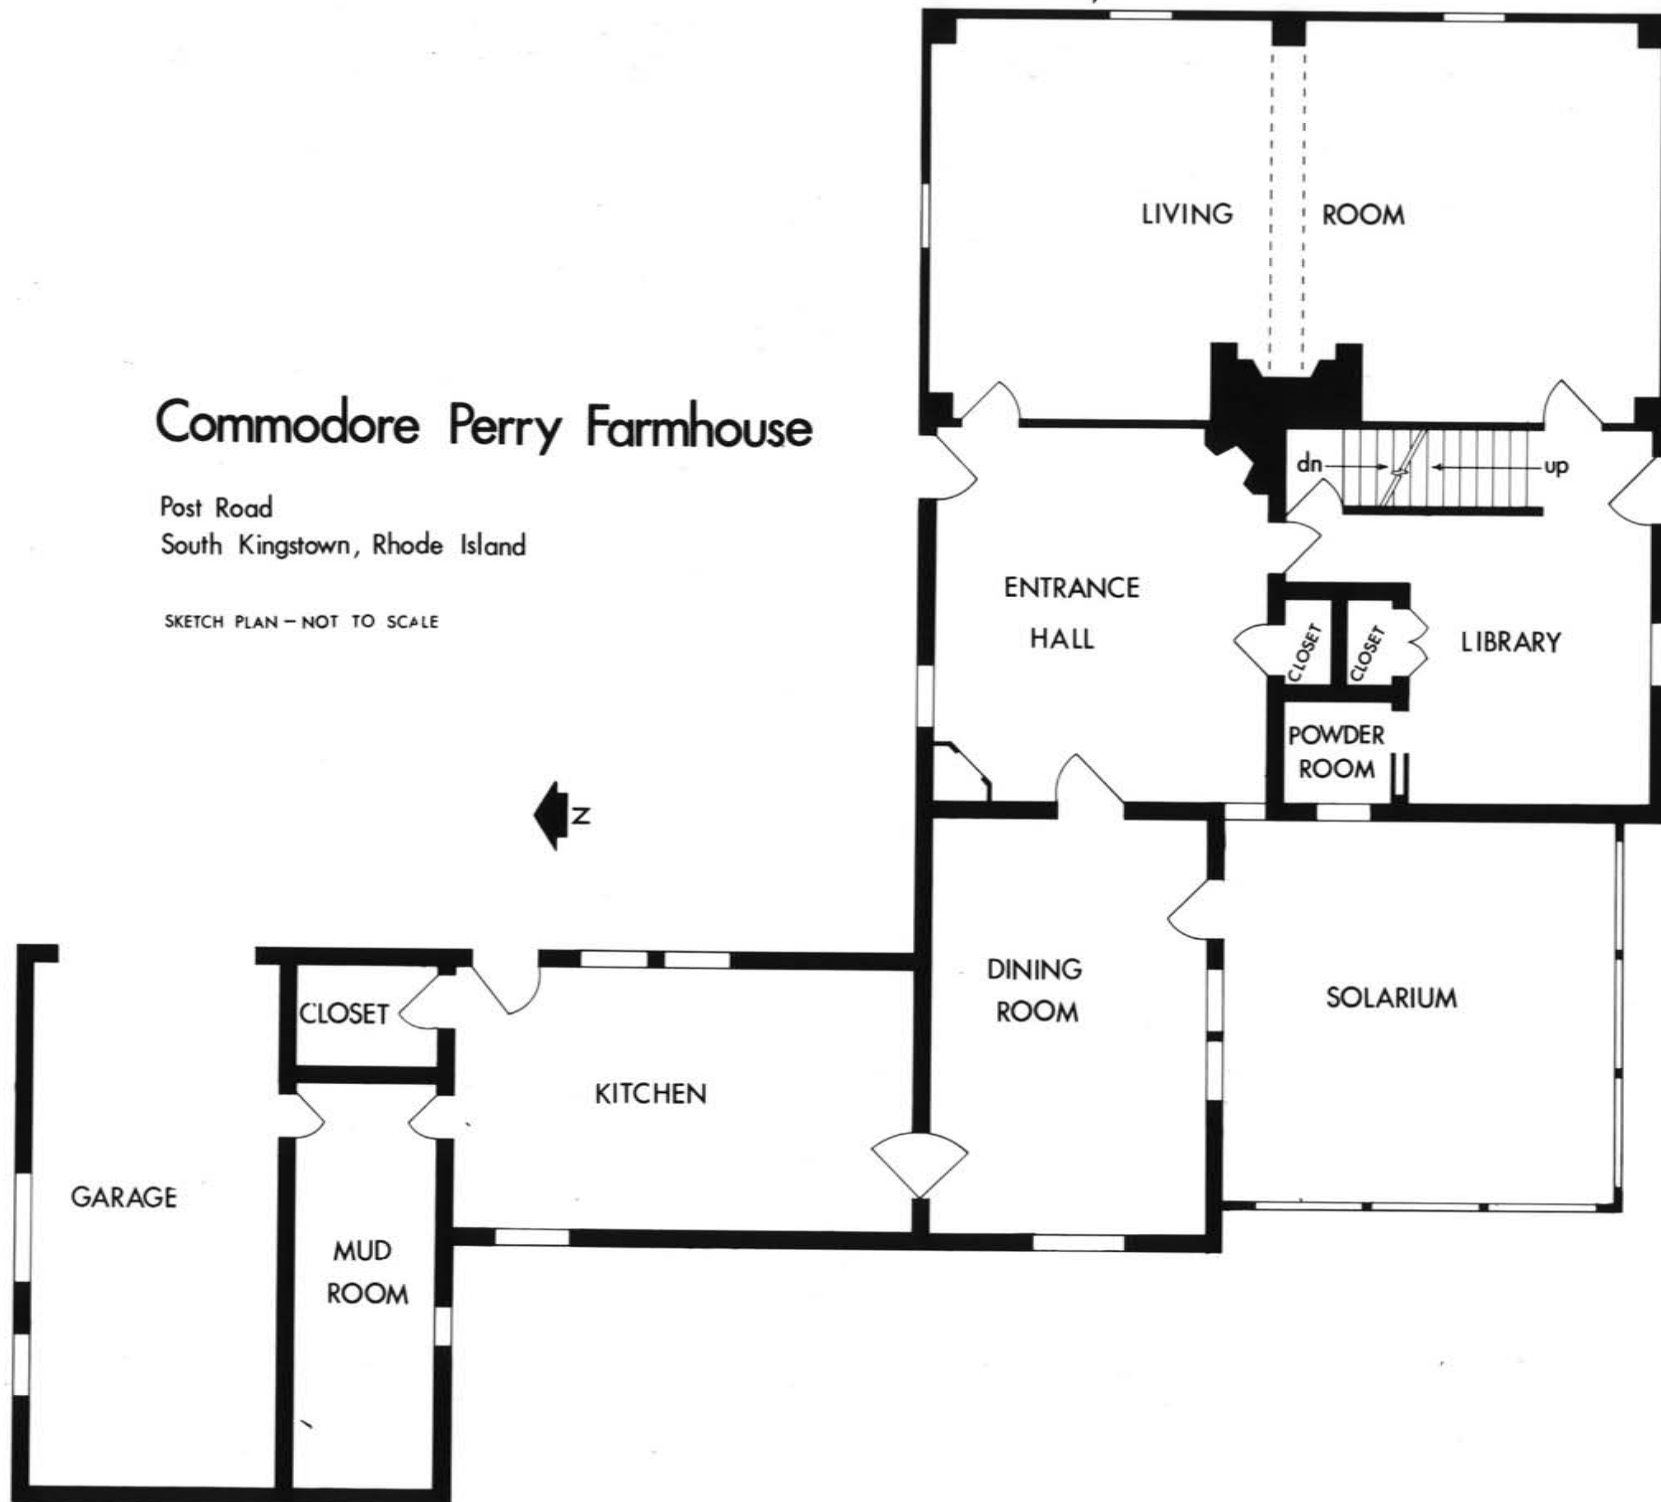 LIVING ROOM
Commodore Perry Farmhouse
Post Road
South Kingstown, Rhode Island
SKETCH PLAN – NOT TO SCALE
dn
up
ENTRANCE
HALL
CLOSET
CLOSET
LIBRARY
POWDER
ROOM
N
DINING
ROOM
SOLARIUM
CLOSET
KITCHEN
GARAGE
MUD
ROOM